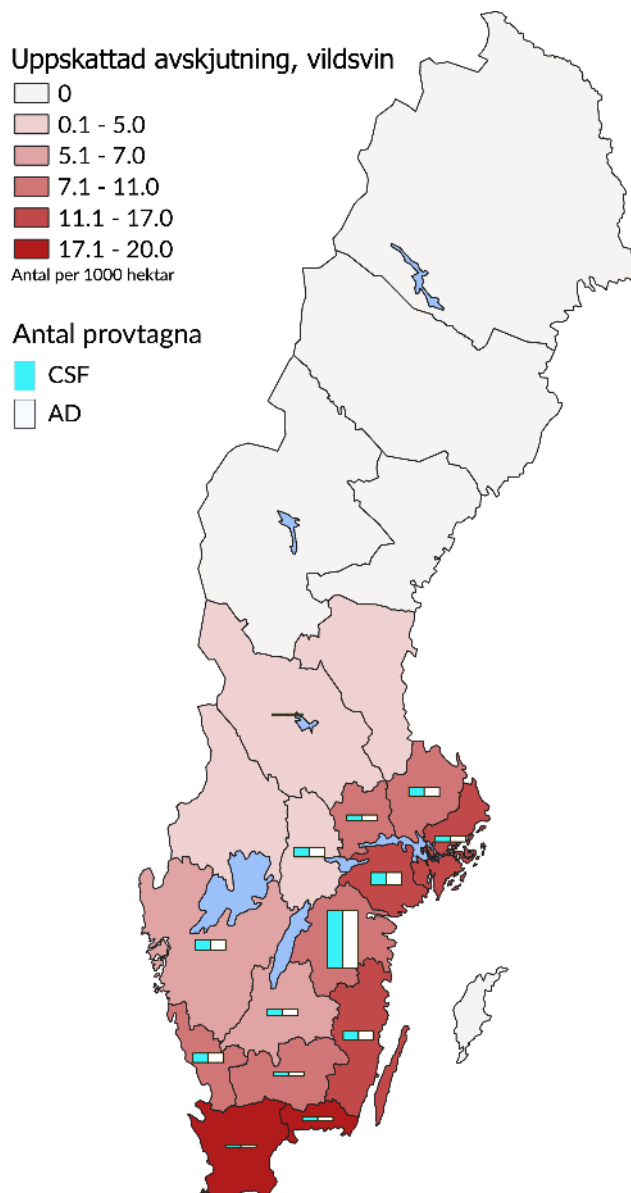 Uppskattad avskjutning, vildsvin
0
0.1 - 5.0
5.1 - 7.0
7.1 - 11.0
11.1 - 17.0
17.1 - 20.0
Antal per 1000 hektar
Antal provtagna
CSF
AD